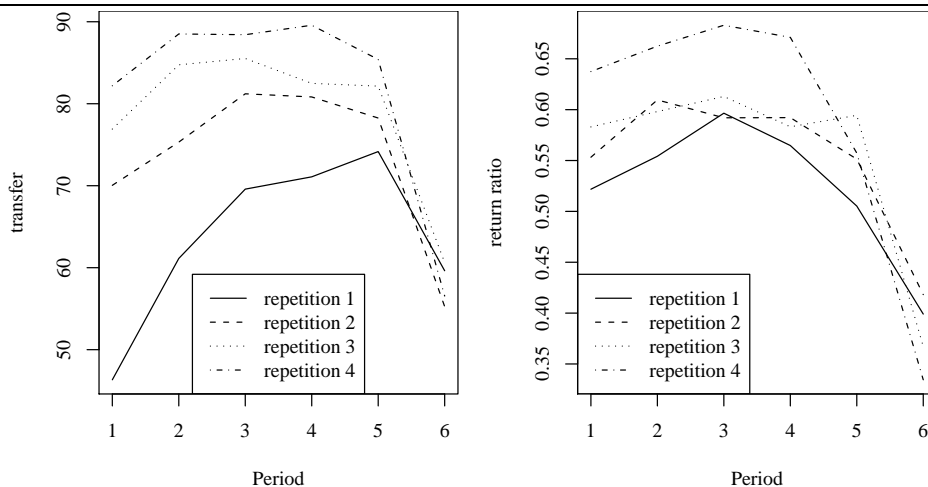 transfer
90
80
70
60
50
repetition 1
repetition 2
repetition 3
repetition 4
1 2 3 4 5 6
Period
return ratio
0.65
0.60
0.55
0.50
0.45
0.40
0.35
repetition 1
repetition 2
repetition 3
repetition 4
1 2 3 4 5 6
Period